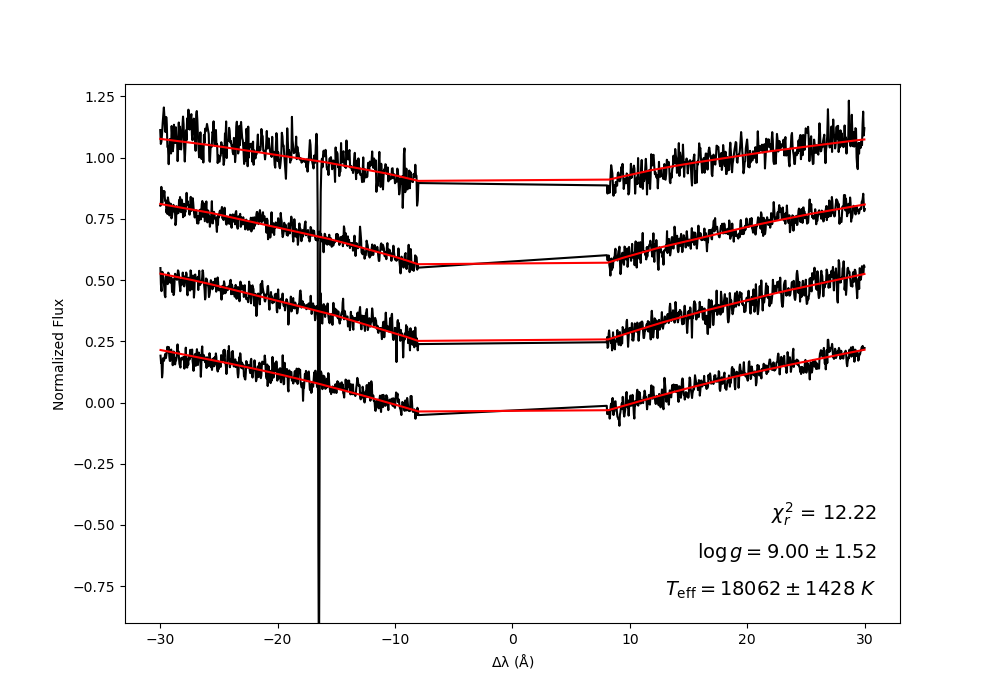 1.25
1.00
0.75
0.50
0.25
0.00
−0.25
−0.50
−0.75
Normalized Flux
χ²ᵣ = 12.22
log g = 9.00 ± 1.52
T_eff = 18062 ± 1428 K
−30 −20 −10 0 10 20 30
Δλ (Å)